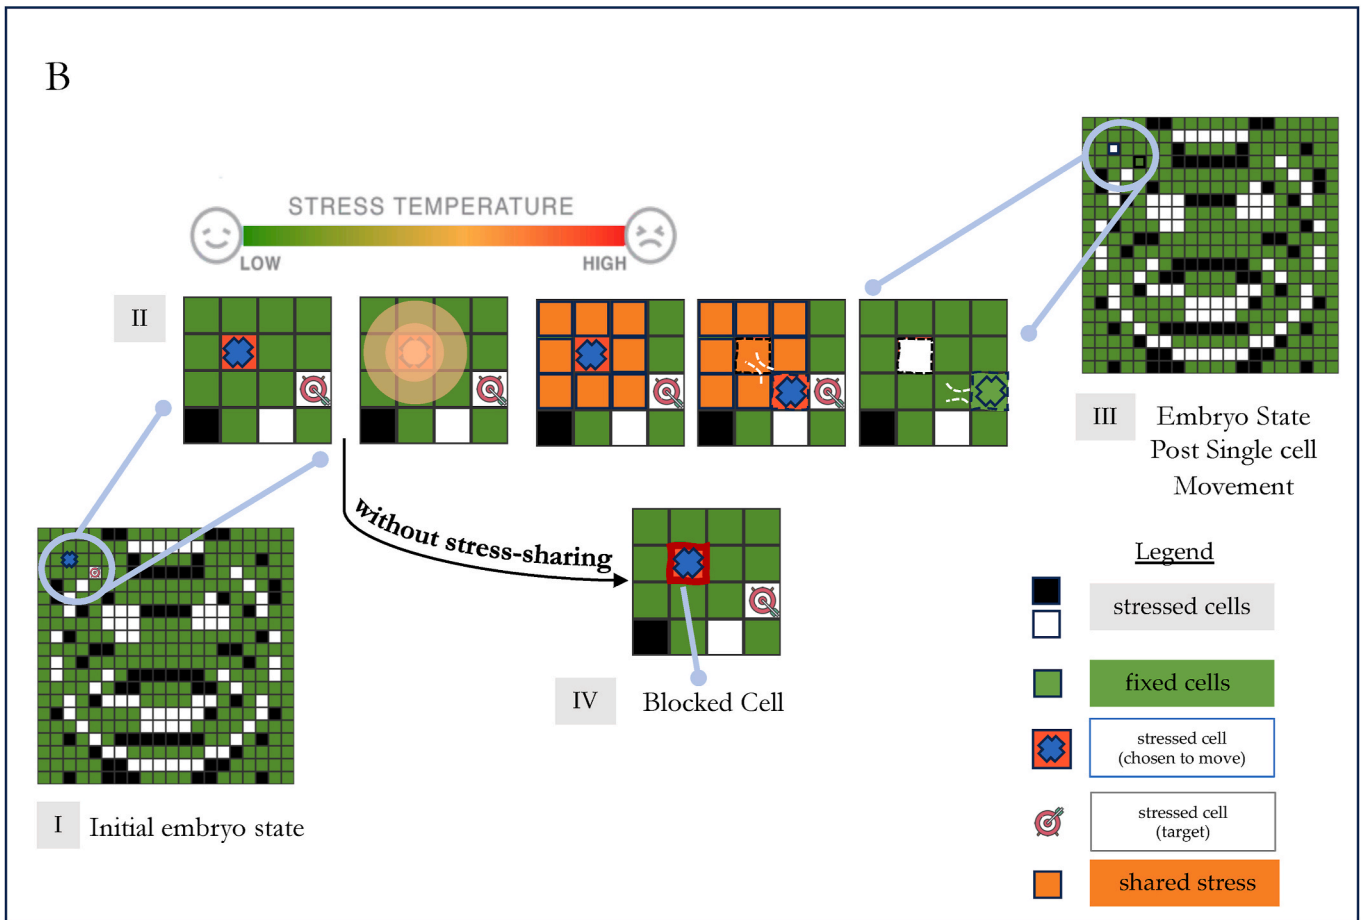 B
STRESS TEMPERATURE
LOW
HIGH
II
without stress-sharing
III
Embryo State
Post Single cell
Movement
IV
Blocked Cell
I
Initial embryo state
Legend
stressed cells
fixed cells
stressed cell
(chosen to move)
stressed cell
(target)
shared stress